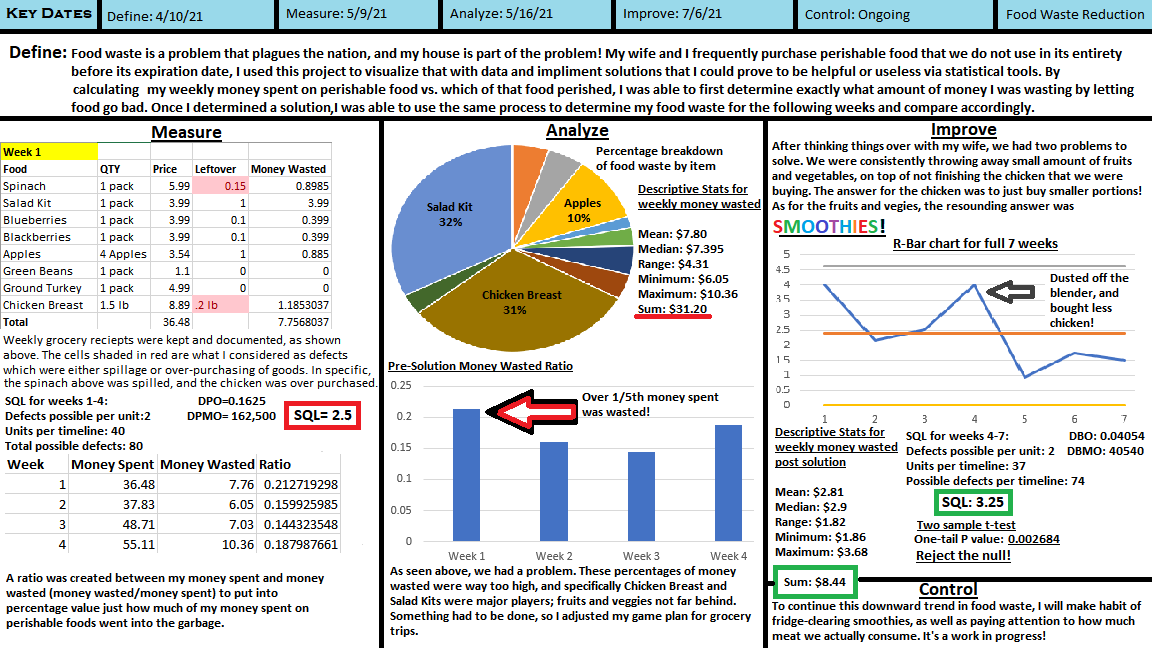 Key Dates
Define: 4/10/21
Measure: 5/9/21
Analyze: 5/16/21
Improve: 7/6/21
Control: Ongoing
Food Waste Reduction
Define: Food waste is a problem that plagues the nation, and my house is part of the problem! My wife and I frequently purchase perishable food that we do not use in its entirety
before its expiration date, I used this project to visualize that with data and impliment solutions that I could prove to be helpful or useless via statistical tools. By
calculating my weekly money spent on perishable food vs. which of that food perished, I was able to first determine exactly what amount of money I was wasting by letting
food go bad. Once I determined a solution,I was able to use the same process to determine my food waste for the following weeks and compare accordingly.
Measure
Week 1
Food QTY Price Leftover Money Wasted
Spinach 1 pack 5.99 0.15 0.8985
Salad Kit 1 pack 3.99 1 3.99
Blueberries 1 pack 3.99 0.1 0.399
Blackberries 1 pack 3.99 0.1 0.399
Apples 4 Apples 3.54 1 0.885
Green Beans 1 pack 1.1 0 0
Ground Turkey 1 pack 4.99 0 0
Chicken Breast 1.5 lb 8.89 .2 lb 1.1853037
Total 36.48 7.7568037
Weekly grocery reciepts were kept and documented, as shown
above. The cells shaded in red are what I considered as defects
which were either spillage or over-purchasing of goods. In specific,
the spinach above was spilled, and the chicken was over purchased.
SQL for weeks 1-4: DPO=0.1625
Defects possible per unit:2 DPMO= 162,500
Units per timeline: 40
Total possible defects: 80
SQL= 2.5
Week Money Spent Money Wasted Ratio
1 36.48 7.76 0.212719298
2 37.83 6.05 0.159925985
3 48.71 7.03 0.144323548
4 55.11 10.36 0.187987661
A ratio was created between my money spent and money
wasted (money wasted/money spent) to put into
percentage value just how much of my money spent on
perishable foods went into the garbage.
Analyze
Percentage breakdown
of food waste by item
Salad Kit
32%
Apples
10%
Chicken Breast
31%
Descriptive Stats for
weekly money wasted
Mean: $7.80
Median: $7.395
Range: $4.31
Minimum: $6.05
Maximum: $10.36
Sum: $31.20
Pre-Solution Money Wasted Ratio
0.25
0.2
0.15
0.1
0.05
0
Over 1/5th money spent
was wasted!
Week 1 Week 2 Week 3 Week 4
As seen above, we had a problem. These percentages of money
wasted were way too high, and specifically Chicken Breast and
Salad Kits were major players; fruits and veggies not far behind.
Something had to be done, so I adjusted my game plan for grocery
trips.
Improve
After thinking things over with my wife, we had two problems to
solve. We were consistently throwing away small amount of fruits
and vegetables, on top of not finishing the chicken that we were
buying. The answer for the chicken was to just buy smaller portions!
As for the fruits and vegies, the resounding answer was
SMOOTHIES!
R-Bar chart for full 7 weeks
5
4.5
4
3.5
3
2.5
2
1.5
1
0.5
0
1 2 3 4 5 6 7
Dusted off the
blender, and
bought less
chicken!
Descriptive Stats for
weekly money wasted
post solution
Mean: $2.81
Median: $2.9
Range: $1.82
Minimum: $1.86
Maximum: $3.68
Sum: $8.44
SQL for weeks 4-7: DBO: 0.04054
Defects possible per unit: 2 DBMO: 40540
Units per timeline: 37
Possible defects per timeline: 74
SQL: 3.25
Two sample t-test
One-tail P value: 0.002684
Reject the null!
Control
To continue this downward trend in food waste, I will make habit of
fridge-clearing smoothies, as well as paying attention to how much
meat we actually consume. It's a work in progress!